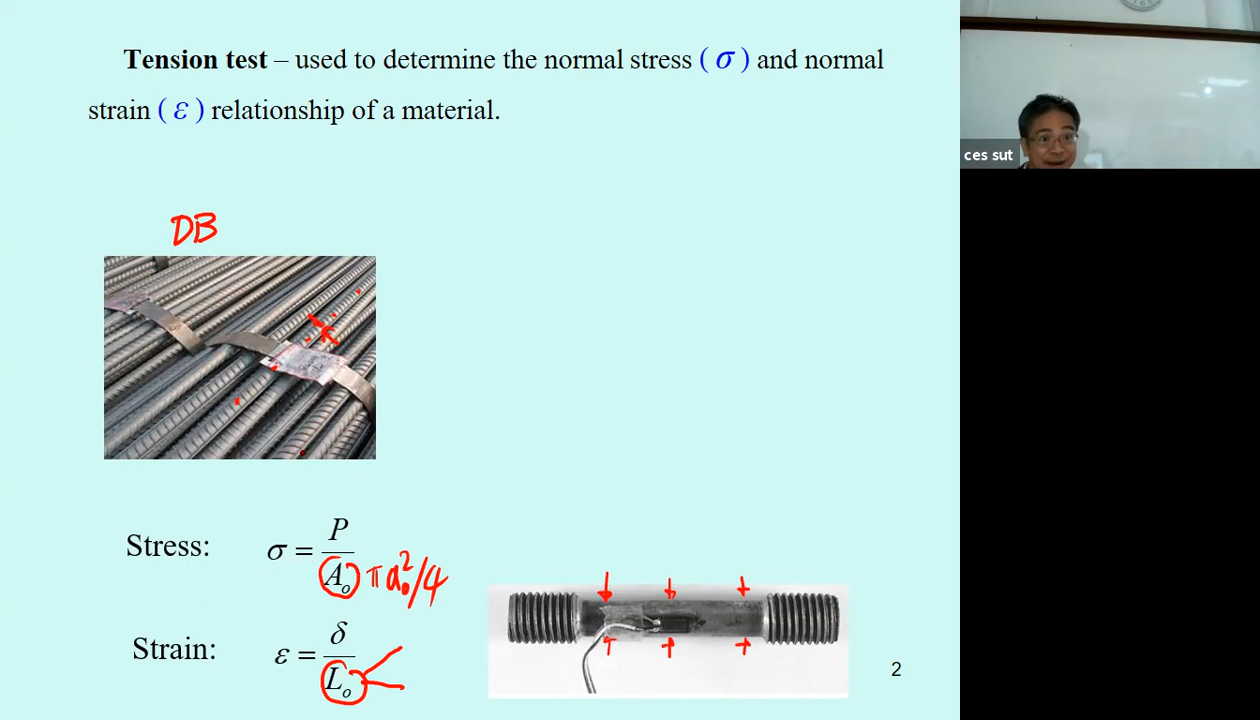 Tension test – used to determine the normal stress ( σ ) and normal
strain ( ε ) relationship of a material.
ces sut
DB
Stress: σ = P / A₀ π d₀²/4
Strain: ε = δ / L₀
2